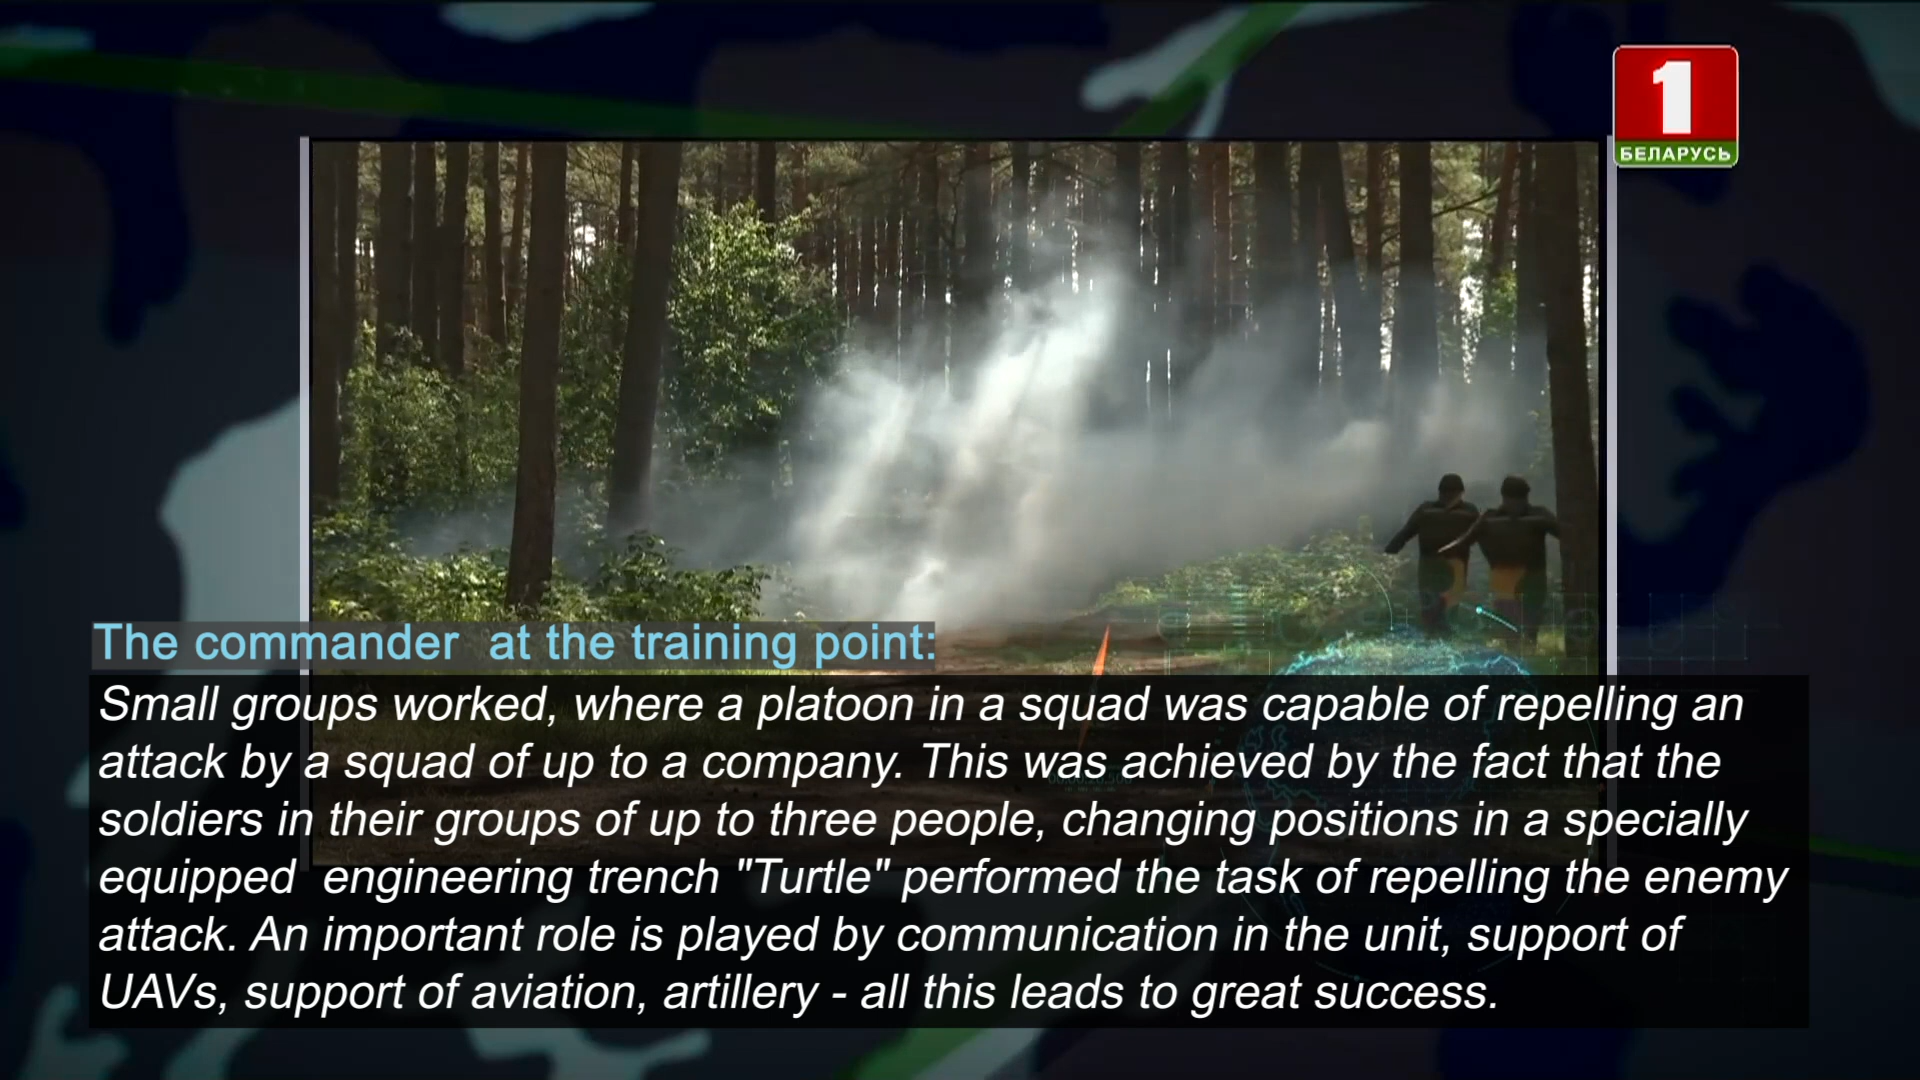 1
БЕЛАРУСЬ
The commander at the training point:
Small groups worked, where a platoon in a squad was capable of repelling an
attack by a squad of up to a company. This was achieved by the fact that the
soldiers in their groups of up to three people, changing positions in a specially
equipped engineering trench "Turtle" performed the task of repelling the enemy
attack. An important role is played by communication in the unit, support of
UAVs, support of aviation, artillery - all this leads to great success.